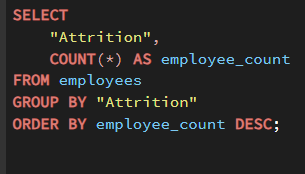 SELECT
    "Attrition",
    COUNT(*) AS employee_count
FROM employees
GROUP BY "Attrition"
ORDER BY employee_count DESC;